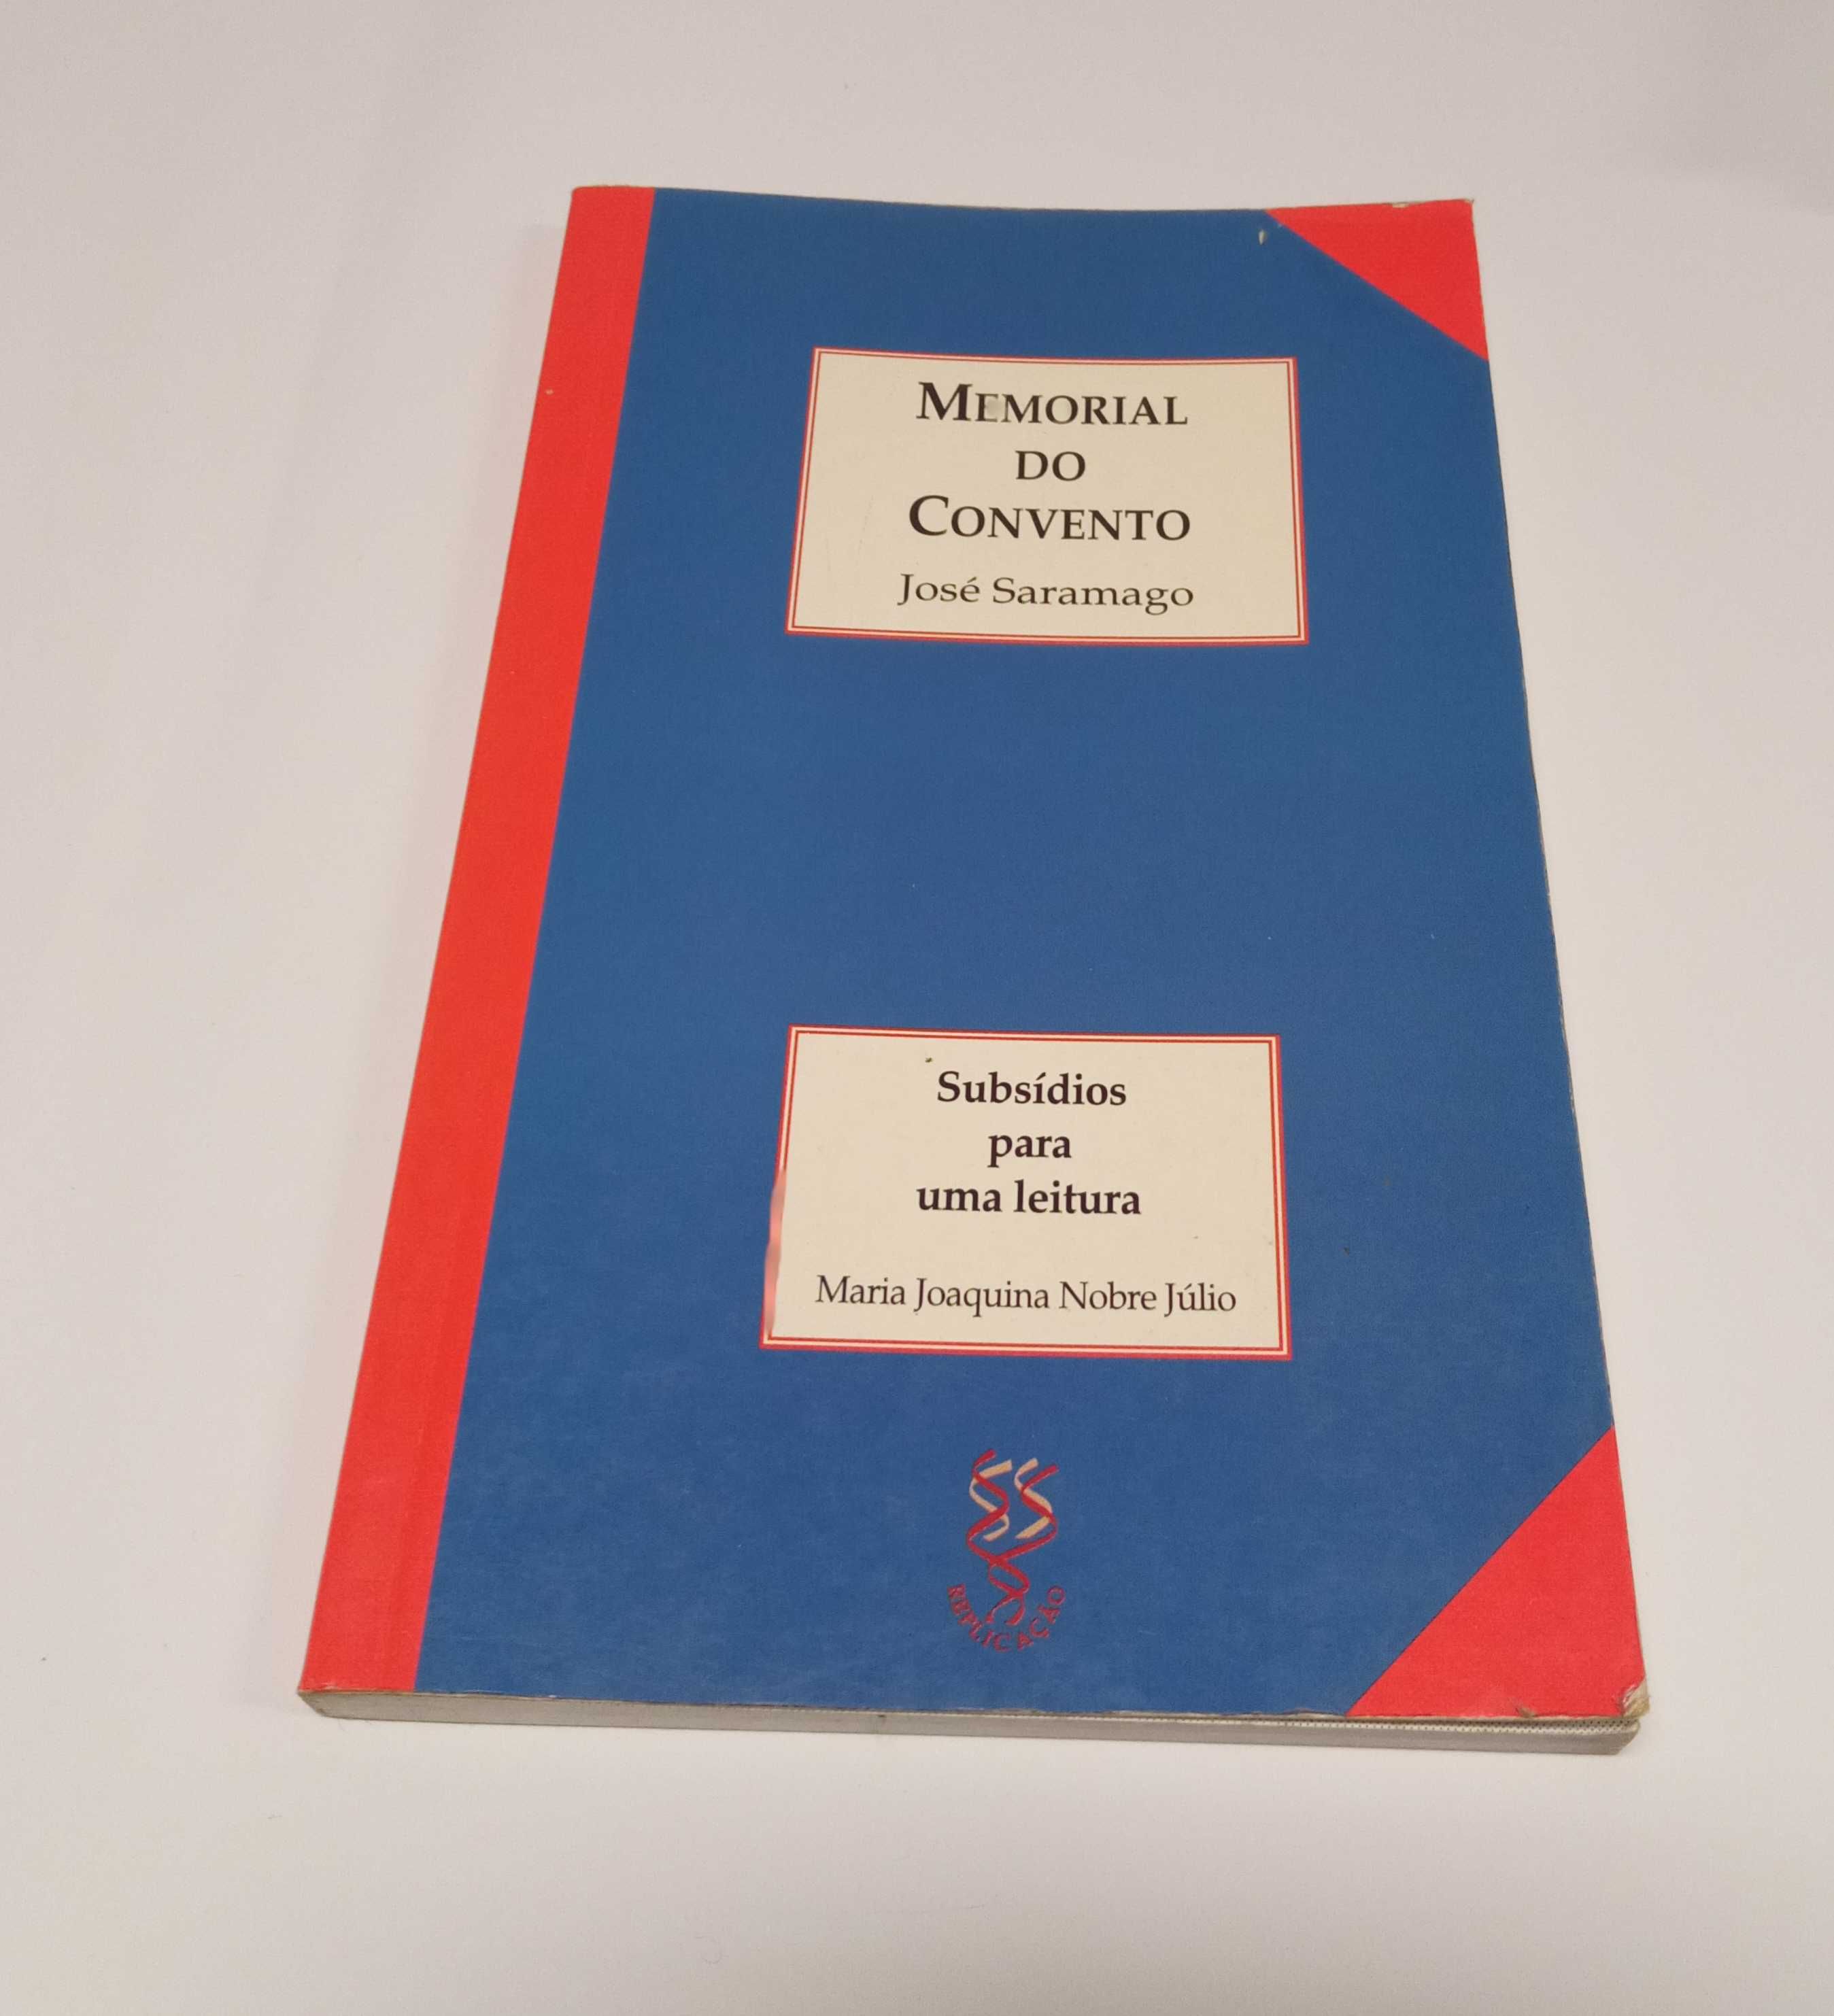 MEMORIAL
DO
CONVENTO
José Saramago
Subsídios
para
uma leitura
Maria Joaquina Nobre Júlio
REPLICAÇÃO